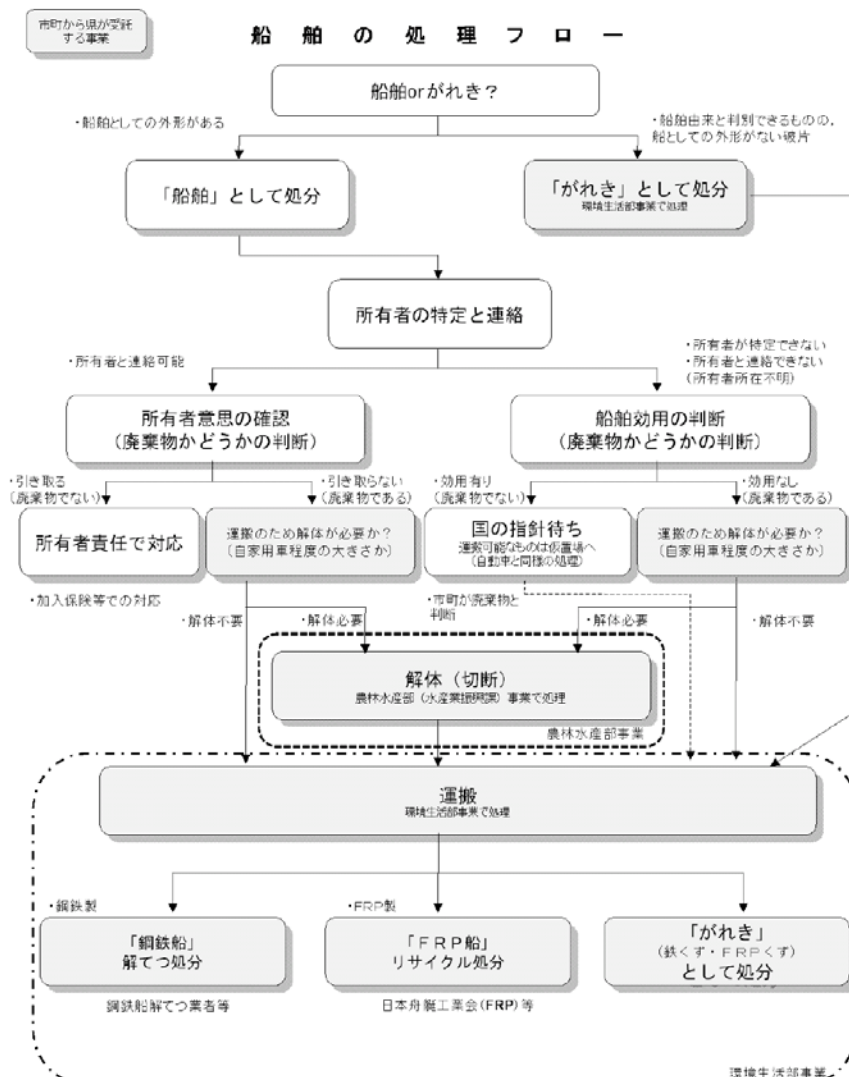 市町から県が受託
する事業
船舶の処理フロー
船舶orがれき？
・船舶としての外形がある
・船舶由来と判別できるものの，
船としての外形がない破片
「船舶」として処分
「がれき」として処分
環境生活部事業で処理
所有者の特定と連絡
・所有者と連絡可能
・所有者が特定できない
・所有者と連絡できない
(所有者所在不明)
所有者意思の確認
(廃棄物かどうかの判断)
船舶効用の判断
(廃棄物かどうかの判断)
・引き取る
(廃棄物でない)
・引き取らない
(廃棄物である)
・効用有り
(廃棄物でない)
・効用なし
(廃棄物である)
所有者責任で対応
運搬のため解体が必要か？
(自家用車程度の大きさか)
国の指針待ち
運搬可能なものは仮置場へ
(自動車と同様の処理)
運搬のため解体が必要か？
(自家用車程度の大きさか)
・加入保険等での対応
・市町が廃棄物と
判断
・解体不要
・解体必要
・解体必要
・解体不要
解体（切断）
農林水産部（水産業振興課）事業で処理
農林水産部事業
運搬
環境生活部事業で処理
・鋼鉄製
・FRP製
「鋼鉄船」
解てつ処分
「ＦＲＰ船」
リサイクル処分
「がれき」
(鉄くず・ＦＲＰくず)
として処分
鋼鉄船解てつ業者等
日本舟艇工業会(FRP)等
環境生活部事業